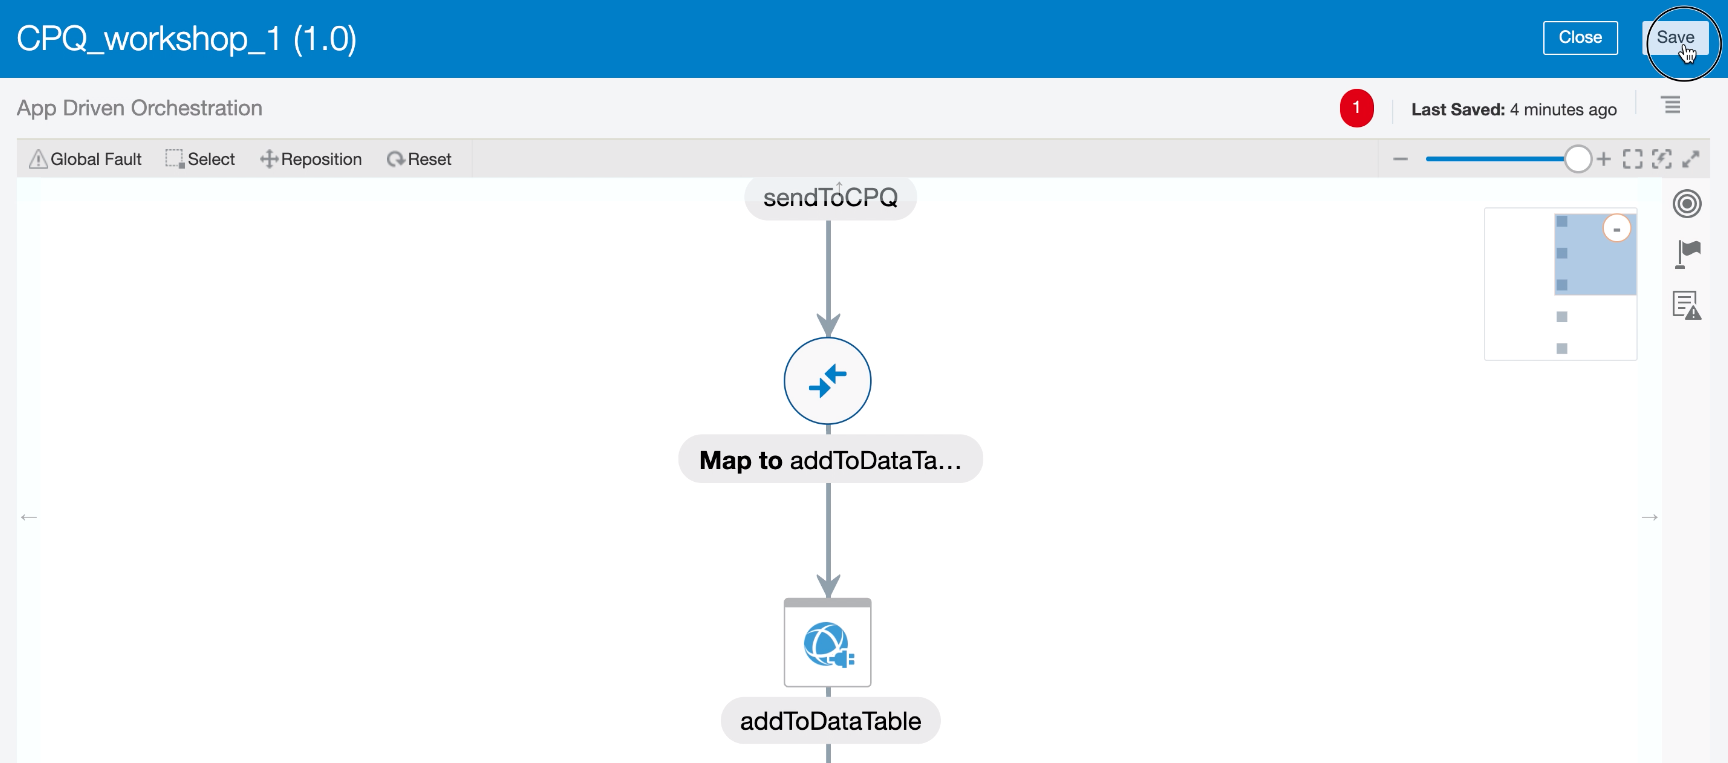 CPQ_workshop_1 (1.0)
Close
Save
App Driven Orchestration
1
Last Saved: 4 minutes ago
Global Fault
Select
Reposition
Reset
sendToCPQ
Map to addToDataTa...
addToDataTable